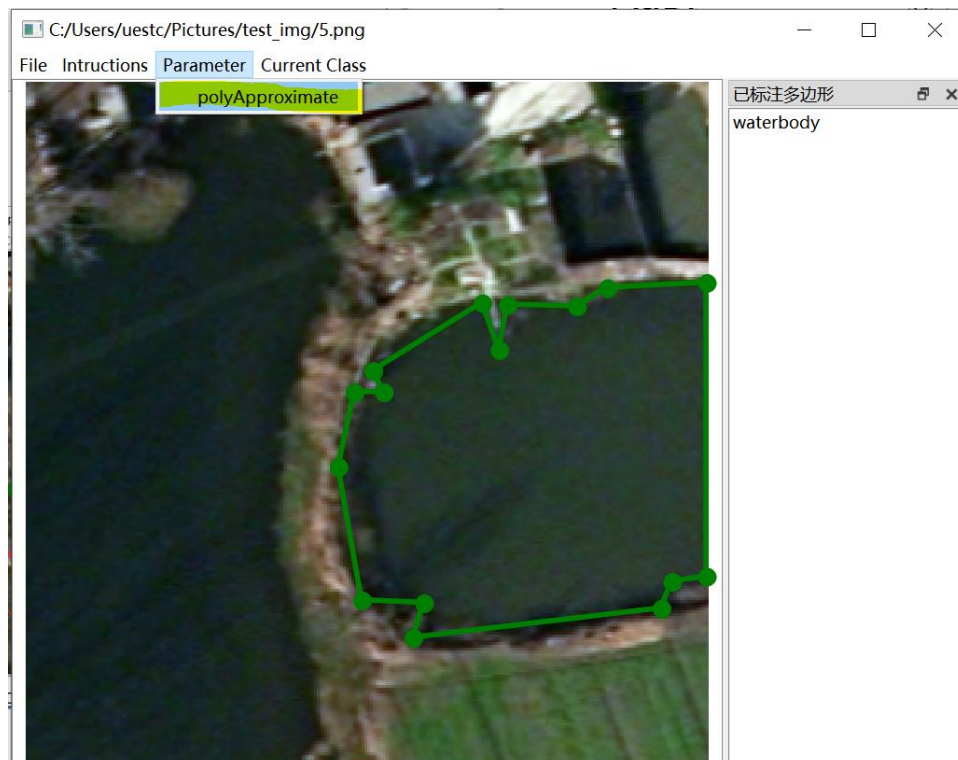 C:/Users/uestc/Pictures/test_img/5.png
File Intructions Parameter Current Class
polyApproximate
已标注多边形
waterbody